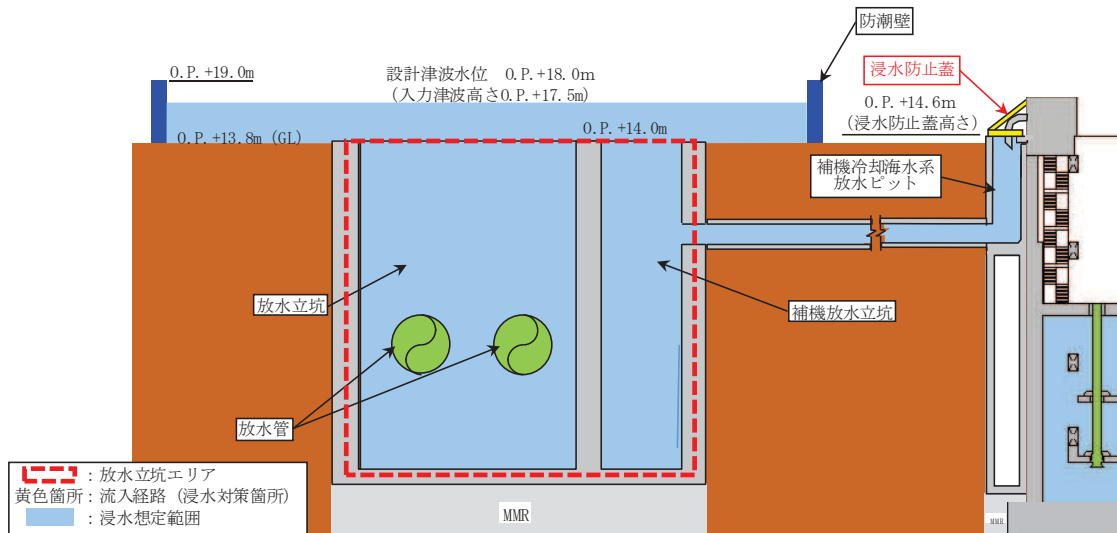 防潮壁
O.P.+19.0m
設計津波水位 O.P.+18.0m
(入力津波高さO.P.+17.5m)
浸水防止蓋
O.P.+14.6m
(浸水防止蓋高さ)
O.P.+13.8m (GL)
O.P.+14.0m
補機冷却海水系
放水ピット
放水立坑
補機放水立坑
放水管
:放水立坑エリア
黄色箇所:流入経路(浸水対策箇所)
:浸水想定範囲
MMR
MMR